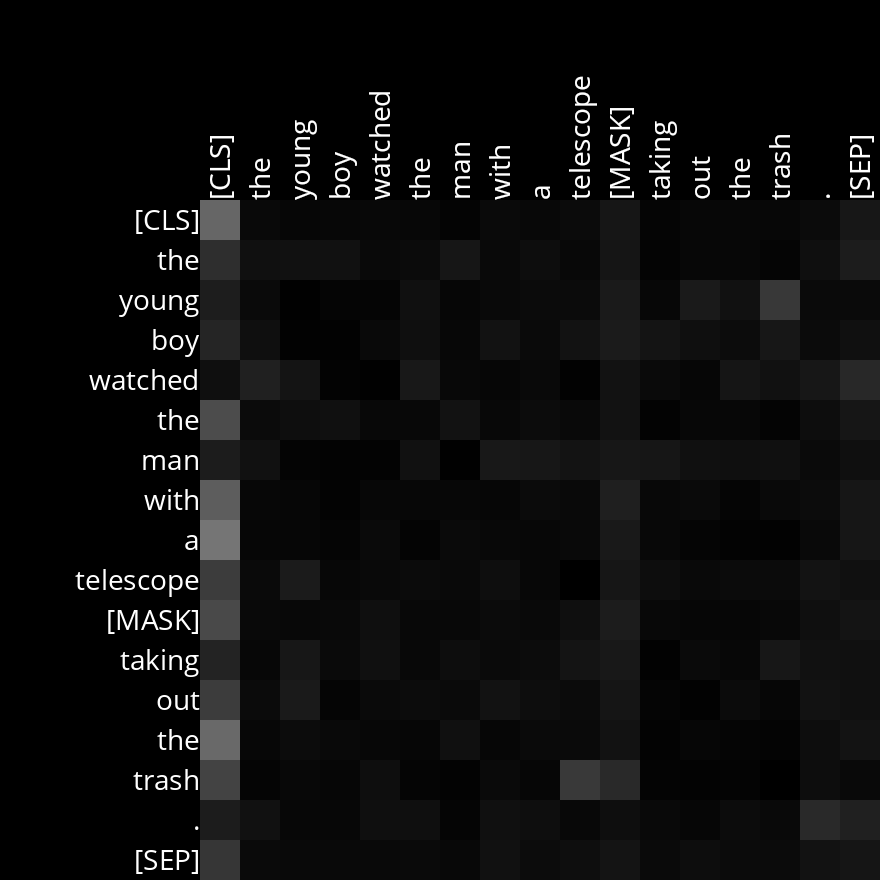 [CLS] the young boy watched the man with a telescope [MASK] taking out the trash . [SEP]
[CLS]
the
young
boy
watched
the
man
with
a
telescope
[MASK]
taking
out
the
trash
.
[SEP]